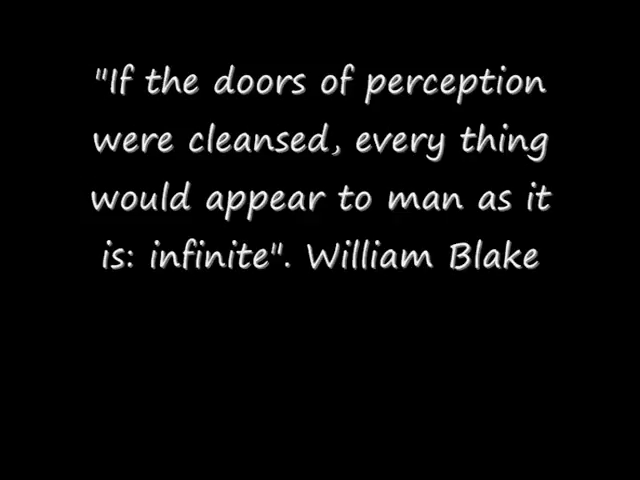 "If the doors of perception
were cleansed, every thing
would appear to man as it
is: infinite". William Blake